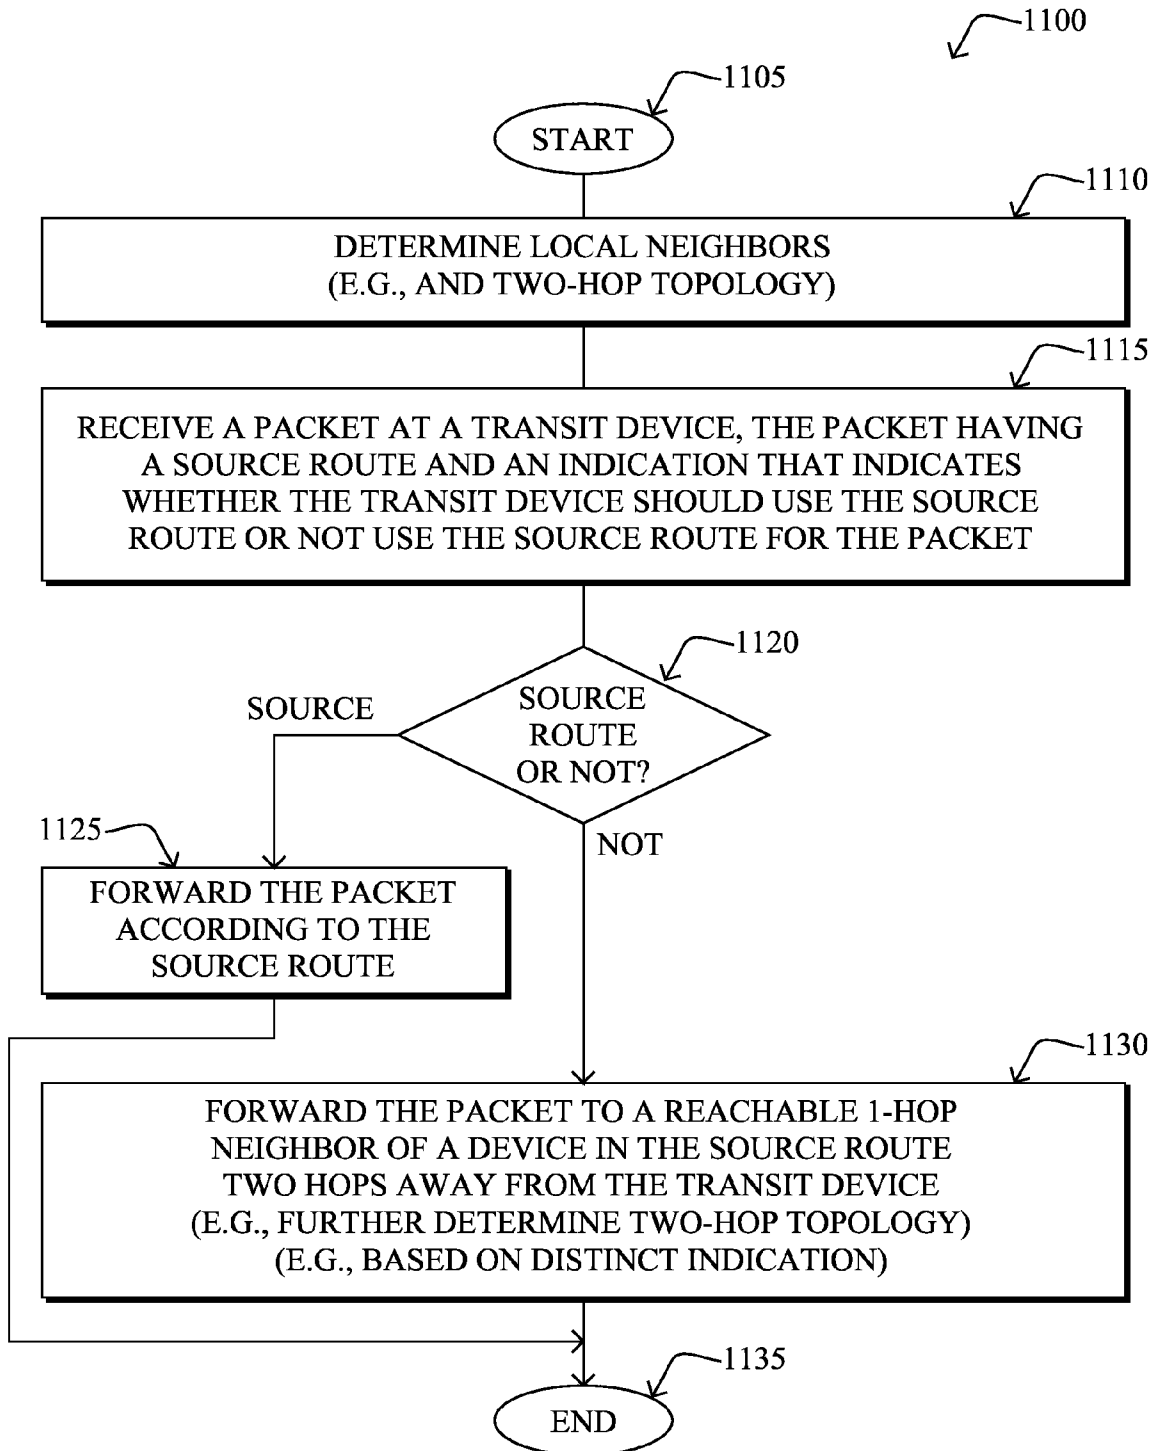 1100
1105
START
1110
DETERMINE LOCAL NEIGHBORS
(E.G., AND TWO-HOP TOPOLOGY)
1115
RECEIVE A PACKET AT A TRANSIT DEVICE, THE PACKET HAVING
A SOURCE ROUTE AND AN INDICATION THAT INDICATES
WHETHER THE TRANSIT DEVICE SHOULD USE THE SOURCE
ROUTE OR NOT USE THE SOURCE ROUTE FOR THE PACKET
1120
SOURCE
ROUTE
OR NOT?
SOURCE
NOT
1125
FORWARD THE PACKET
ACCORDING TO THE
SOURCE ROUTE
1130
FORWARD THE PACKET TO A REACHABLE 1-HOP
NEIGHBOR OF A DEVICE IN THE SOURCE ROUTE
TWO HOPS AWAY FROM THE TRANSIT DEVICE
(E.G., FURTHER DETERMINE TWO-HOP TOPOLOGY)
(E.G., BASED ON DISTINCT INDICATION)
1135
END